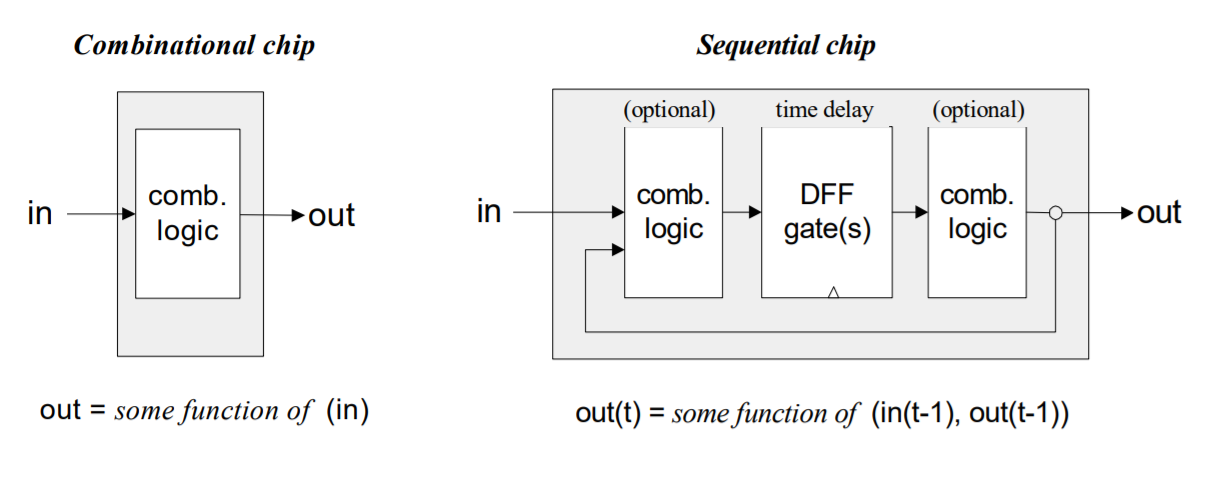 Combinational chip
in
comb.
logic
out
out = some function of (in)
Sequential chip
(optional)
time delay
(optional)
in
comb.
logic
DFF
gate(s)
comb.
logic
out
out(t) = some function of (in(t-1), out(t-1))